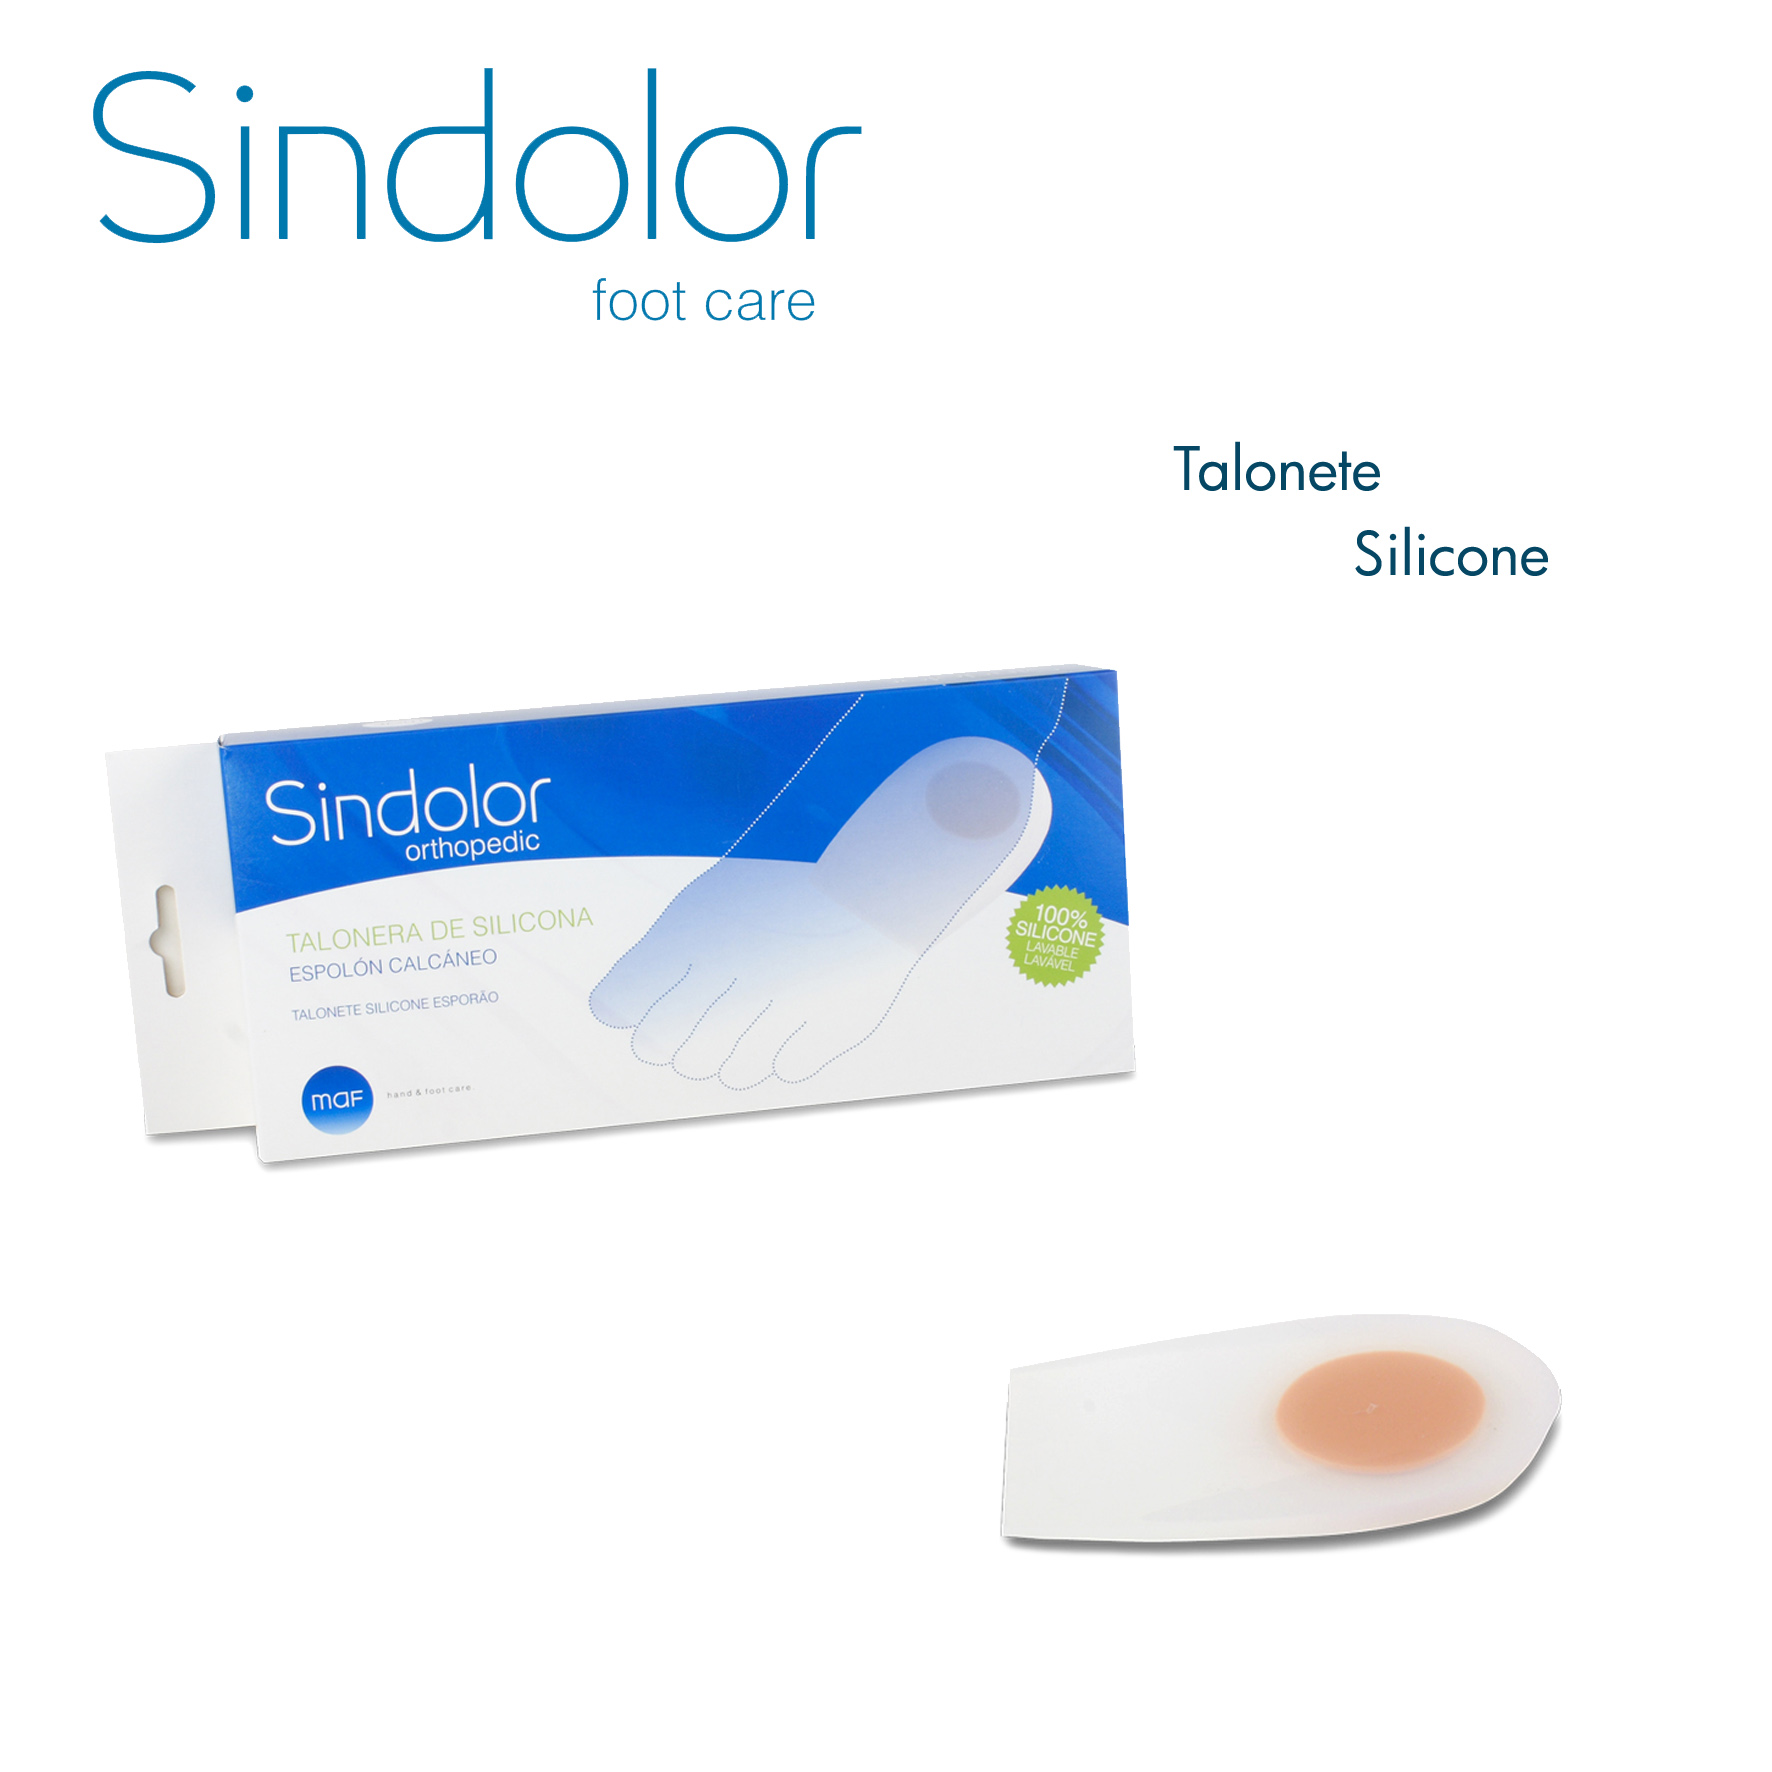 Sindolor
foot care
Talonete
Silicone
Sindolor
orthopedic
TALONERA DE SILICONA
ESPOLÓN CALCÁNEO
TALONETE SILICONE ESPORÃO
100%
SILICONE
LAVABLE
LAVÁVEL
maF
hand & foot care.